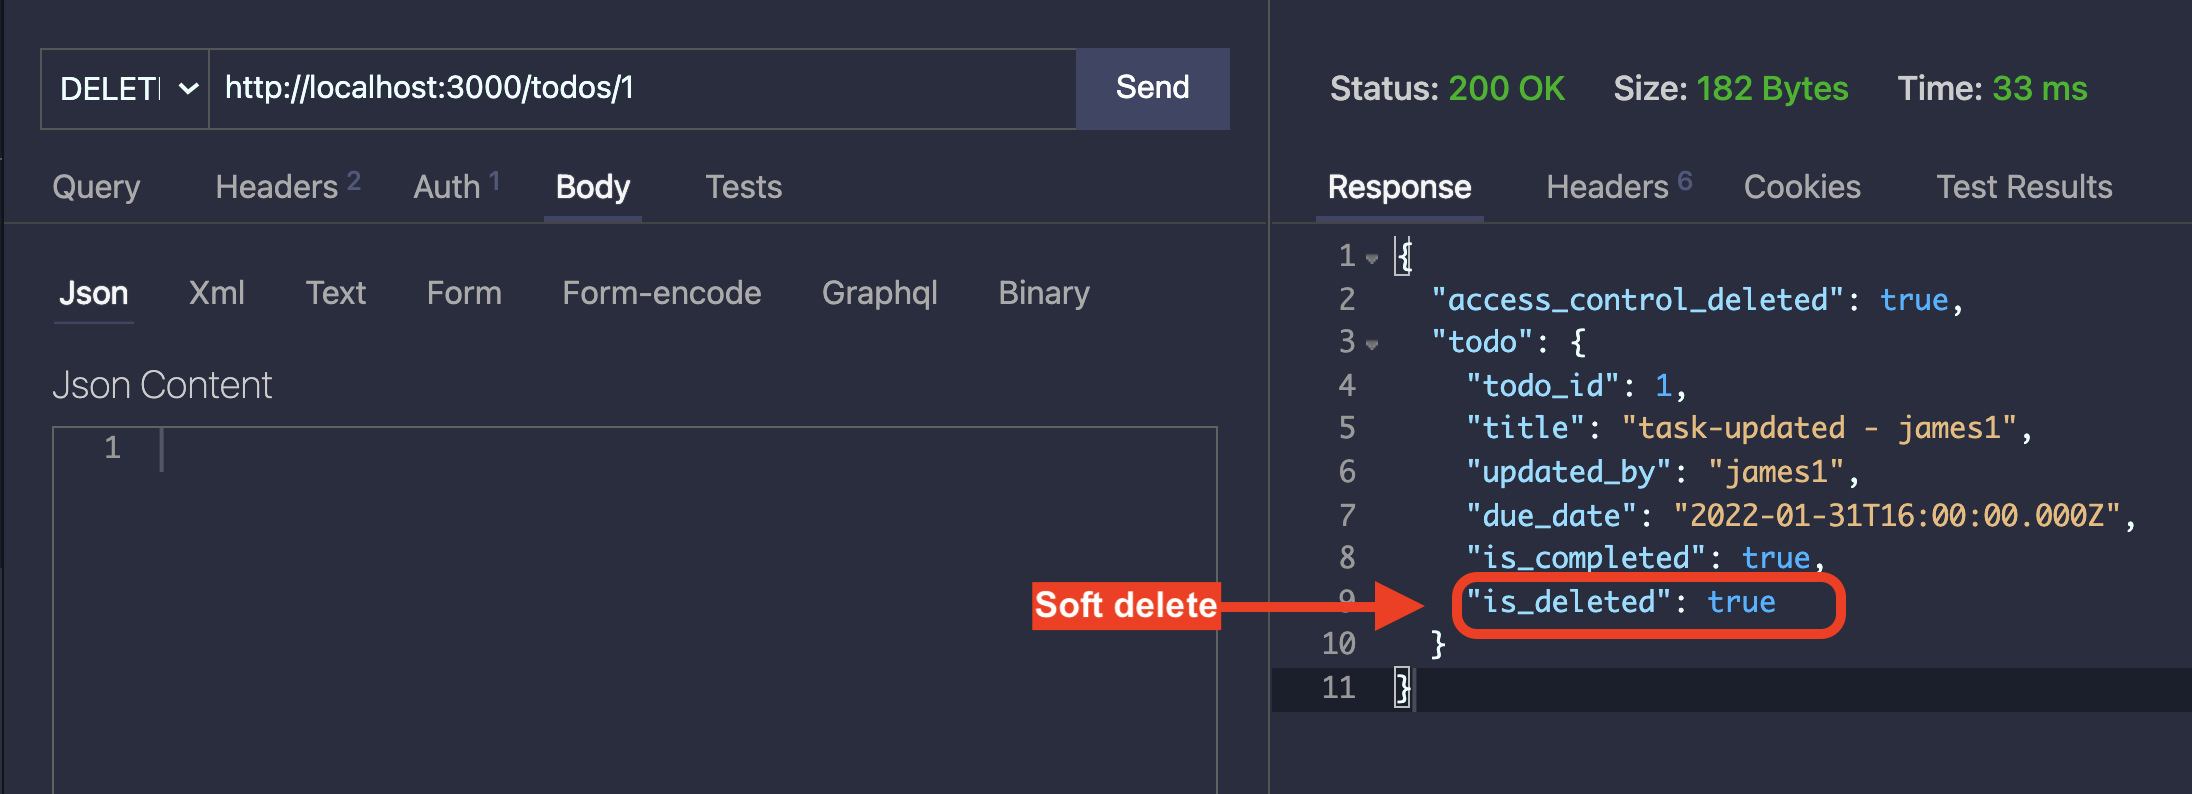 DELETI http://localhost:3000/todos/1 Send
Query Headers 2 Auth 1 Body Tests
Json Xml Text Form Form-encode Graphql Binary
Json Content
1
Soft delete
Status: 200 OK Size: 182 Bytes Time: 33 ms
Response Headers 6 Cookies Test Results
1 {
2 "access_control_deleted": true,
3 "todo": {
4 "todo_id": 1,
5 "title": "task-updated - james1",
6 "updated_by": "james1",
7 "due_date": "2022-01-31T16:00:00.000Z",
8 "is_completed": true,
9 "is_deleted": true
10 }
11 }